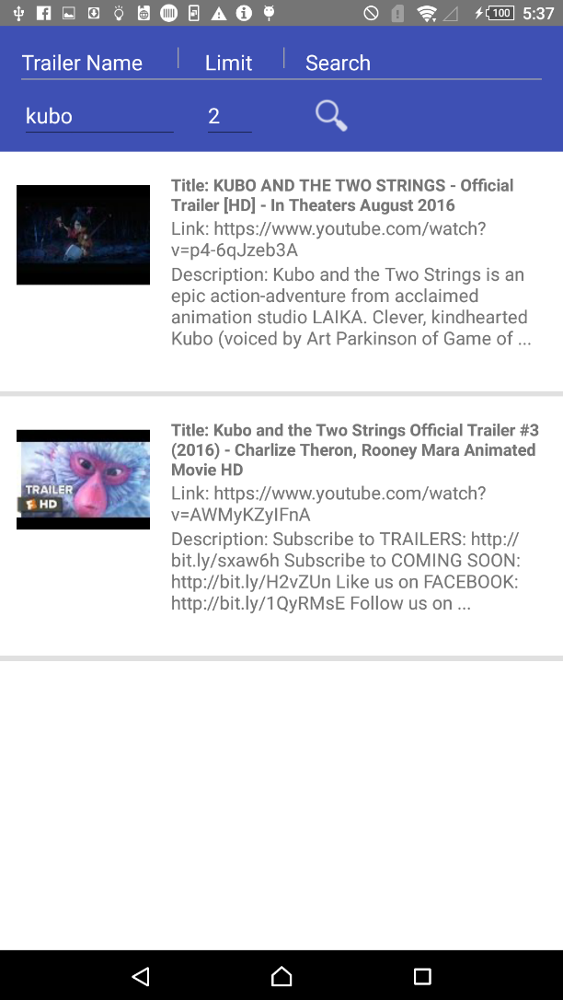 100 5:37
Trailer Name Limit Search
kubo 2
Title: KUBO AND THE TWO STRINGS - Official
Trailer [HD] - In Theaters August 2016
Link: https://www.youtube.com/watch?
v=p4-6qJzeb3A
Description: Kubo and the Two Strings is an
epic action-adventure from acclaimed
animation studio LAIKA. Clever, kindhearted
Kubo (voiced by Art Parkinson of Game of ...
Title: Kubo and the Two Strings Official Trailer #3
(2016) - Charlize Theron, Rooney Mara Animated
Movie HD
TRAILER
HD
Link: https://www.youtube.com/watch?
v=AWMyKZyIFnA
Description: Subscribe to TRAILERS: http://
bit.ly/sxaw6h Subscribe to COMING SOON:
http://bit.ly/H2vZUn Like us on FACEBOOK:
http://bit.ly/1QyRMsE Follow us on ...